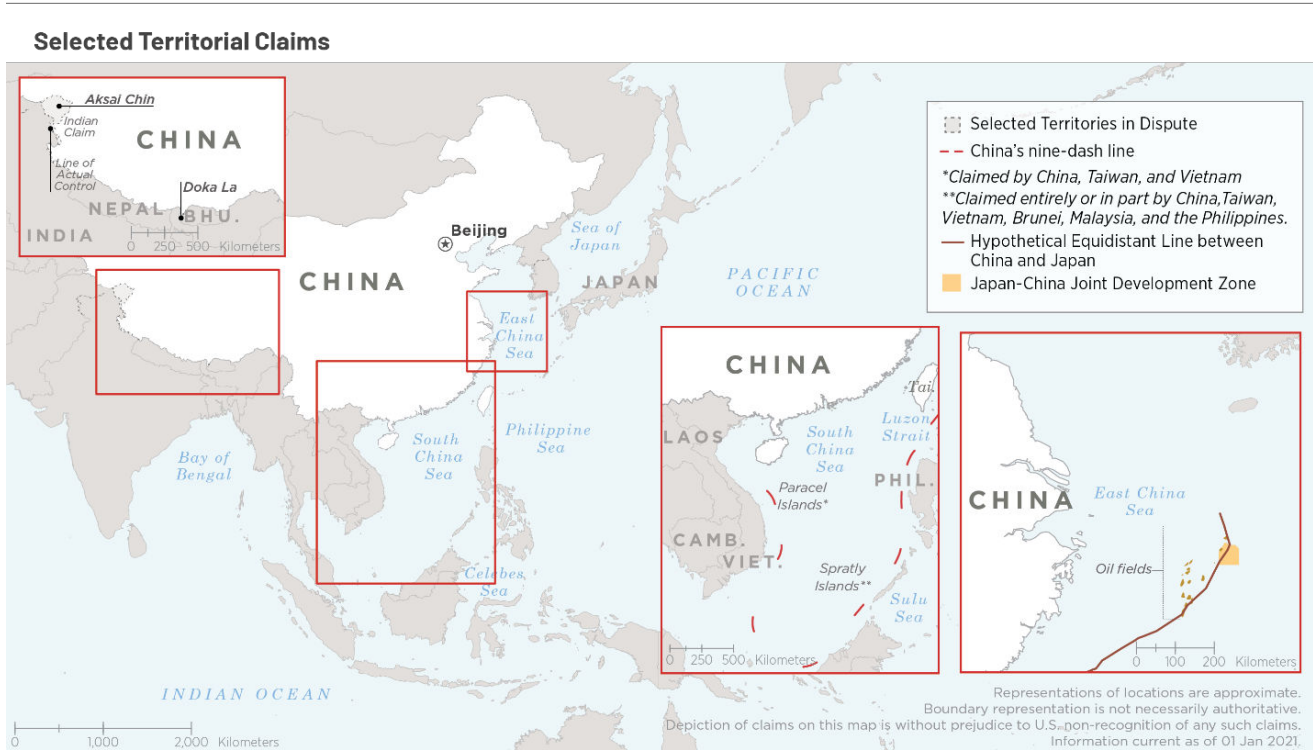 Selected Territorial Claims
Aksai Chin
Indian
Claim
CHINA
Line of
Actual
Control
Doka La
NEPAL
BHU.
INDIA
0 250 500 Kilometers
Selected Territories in Dispute
China's nine-dash line
*Claimed by China, Taiwan, and Vietnam
**Claimed entirely or in part by China,Taiwan,
Vietnam, Brunei, Malaysia, and the Philippines.
Hypothetical Equidistant Line between
China and Japan
Japan-China Joint Development Zone
Beijing
Sea of
Japan
CHINA
JAPAN
PACIFIC
OCEAN
East
China
Sea
South
China
Sea
Philippine
Sea
Bay of
Bengal
Celebes
Sea
INDIAN OCEAN
0 1,000 2,000 Kilometers
CHINA
Tai.
LAOS
South
China
Sea
Luzon
Strait
PHIL.
Paracel
Islands*
CAMB.
VIET.
Spratly
Islands**
Sulu
Sea
0 250 500 Kilometers
CHINA
East China
Sea
Oil fields
0 100 200 Kilometers
Representations of locations are approximate.
Boundary representation is not necessarily authoritative.
Depiction of claims on this map is without prejudice to U.S. non-recognition of any such claims.
Information current as of 01 Jan 2021.